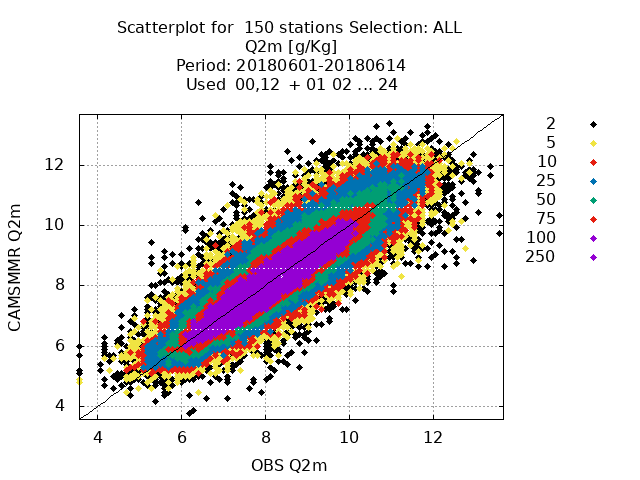 Scatterplot for  150 stations Selection: ALL
Q2m [g/Kg]
Period: 20180601-20180614
Used  00,12  + 01 02 ... 24
2
5
10
25
50
75
100
250
12
10
8
6
4
CAMSMMR Q2m
4 6 8 10 12
OBS Q2m